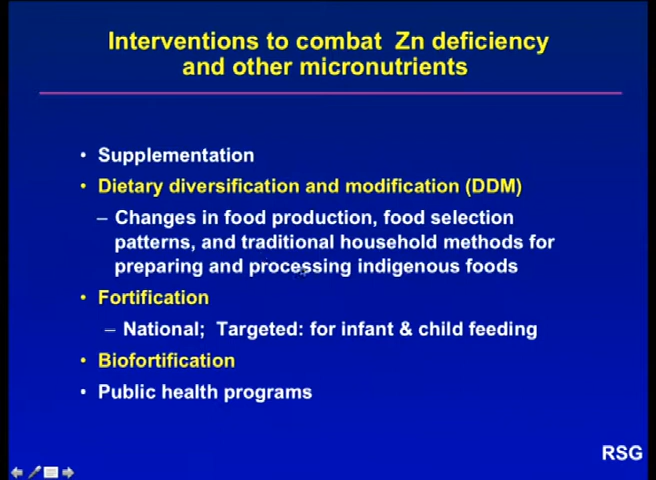 Interventions to combat Zn deficiency
and other micronutrients
• Supplementation
• Dietary diversification and modification (DDM)
– Changes in food production, food selection
patterns, and traditional household methods for
preparing and processing indigenous foods
• Fortification
– National; Targeted: for infant & child feeding
• Biofortification
• Public health programs
RSG